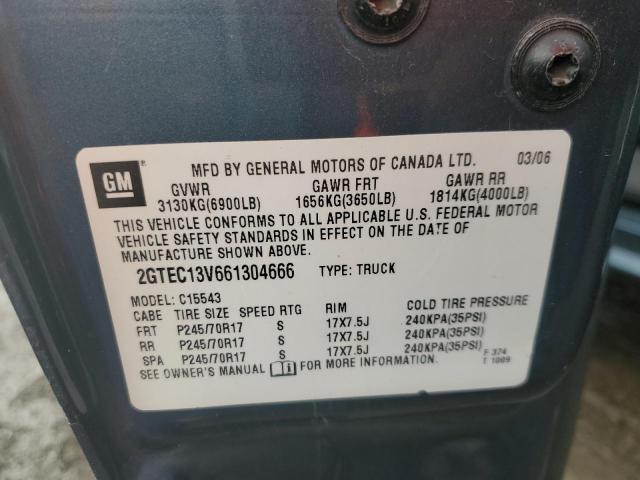 GM
MFD BY GENERAL MOTORS OF CANADA LTD. 03/06
GVWR GAWR FRT GAWR RR
3130KG(6900LB) 1656KG(3650LB) 1814KG(4000LB)
THIS VEHICLE CONFORMS TO ALL APPLICABLE U.S. FEDERAL MOTOR
VEHICLE SAFETY STANDARDS IN EFFECT ON THE DATE OF
MANUFACTURE SHOWN ABOVE.
2GTEC13V661304666 TYPE: TRUCK
MODEL: C15543
CABE TIRE SIZE SPEED RTG RIM COLD TIRE PRESSURE
FRT P245/70R17 S 17X7.5J 240KPA(35PSI)
RR P245/70R17 S 17X7.5J 240KPA(35PSI)
SPA P245/70R17 S 17X7.5J 240KPA(35PSI)
SEE OWNER'S MANUAL FOR MORE INFORMATION. F 374
T 1009